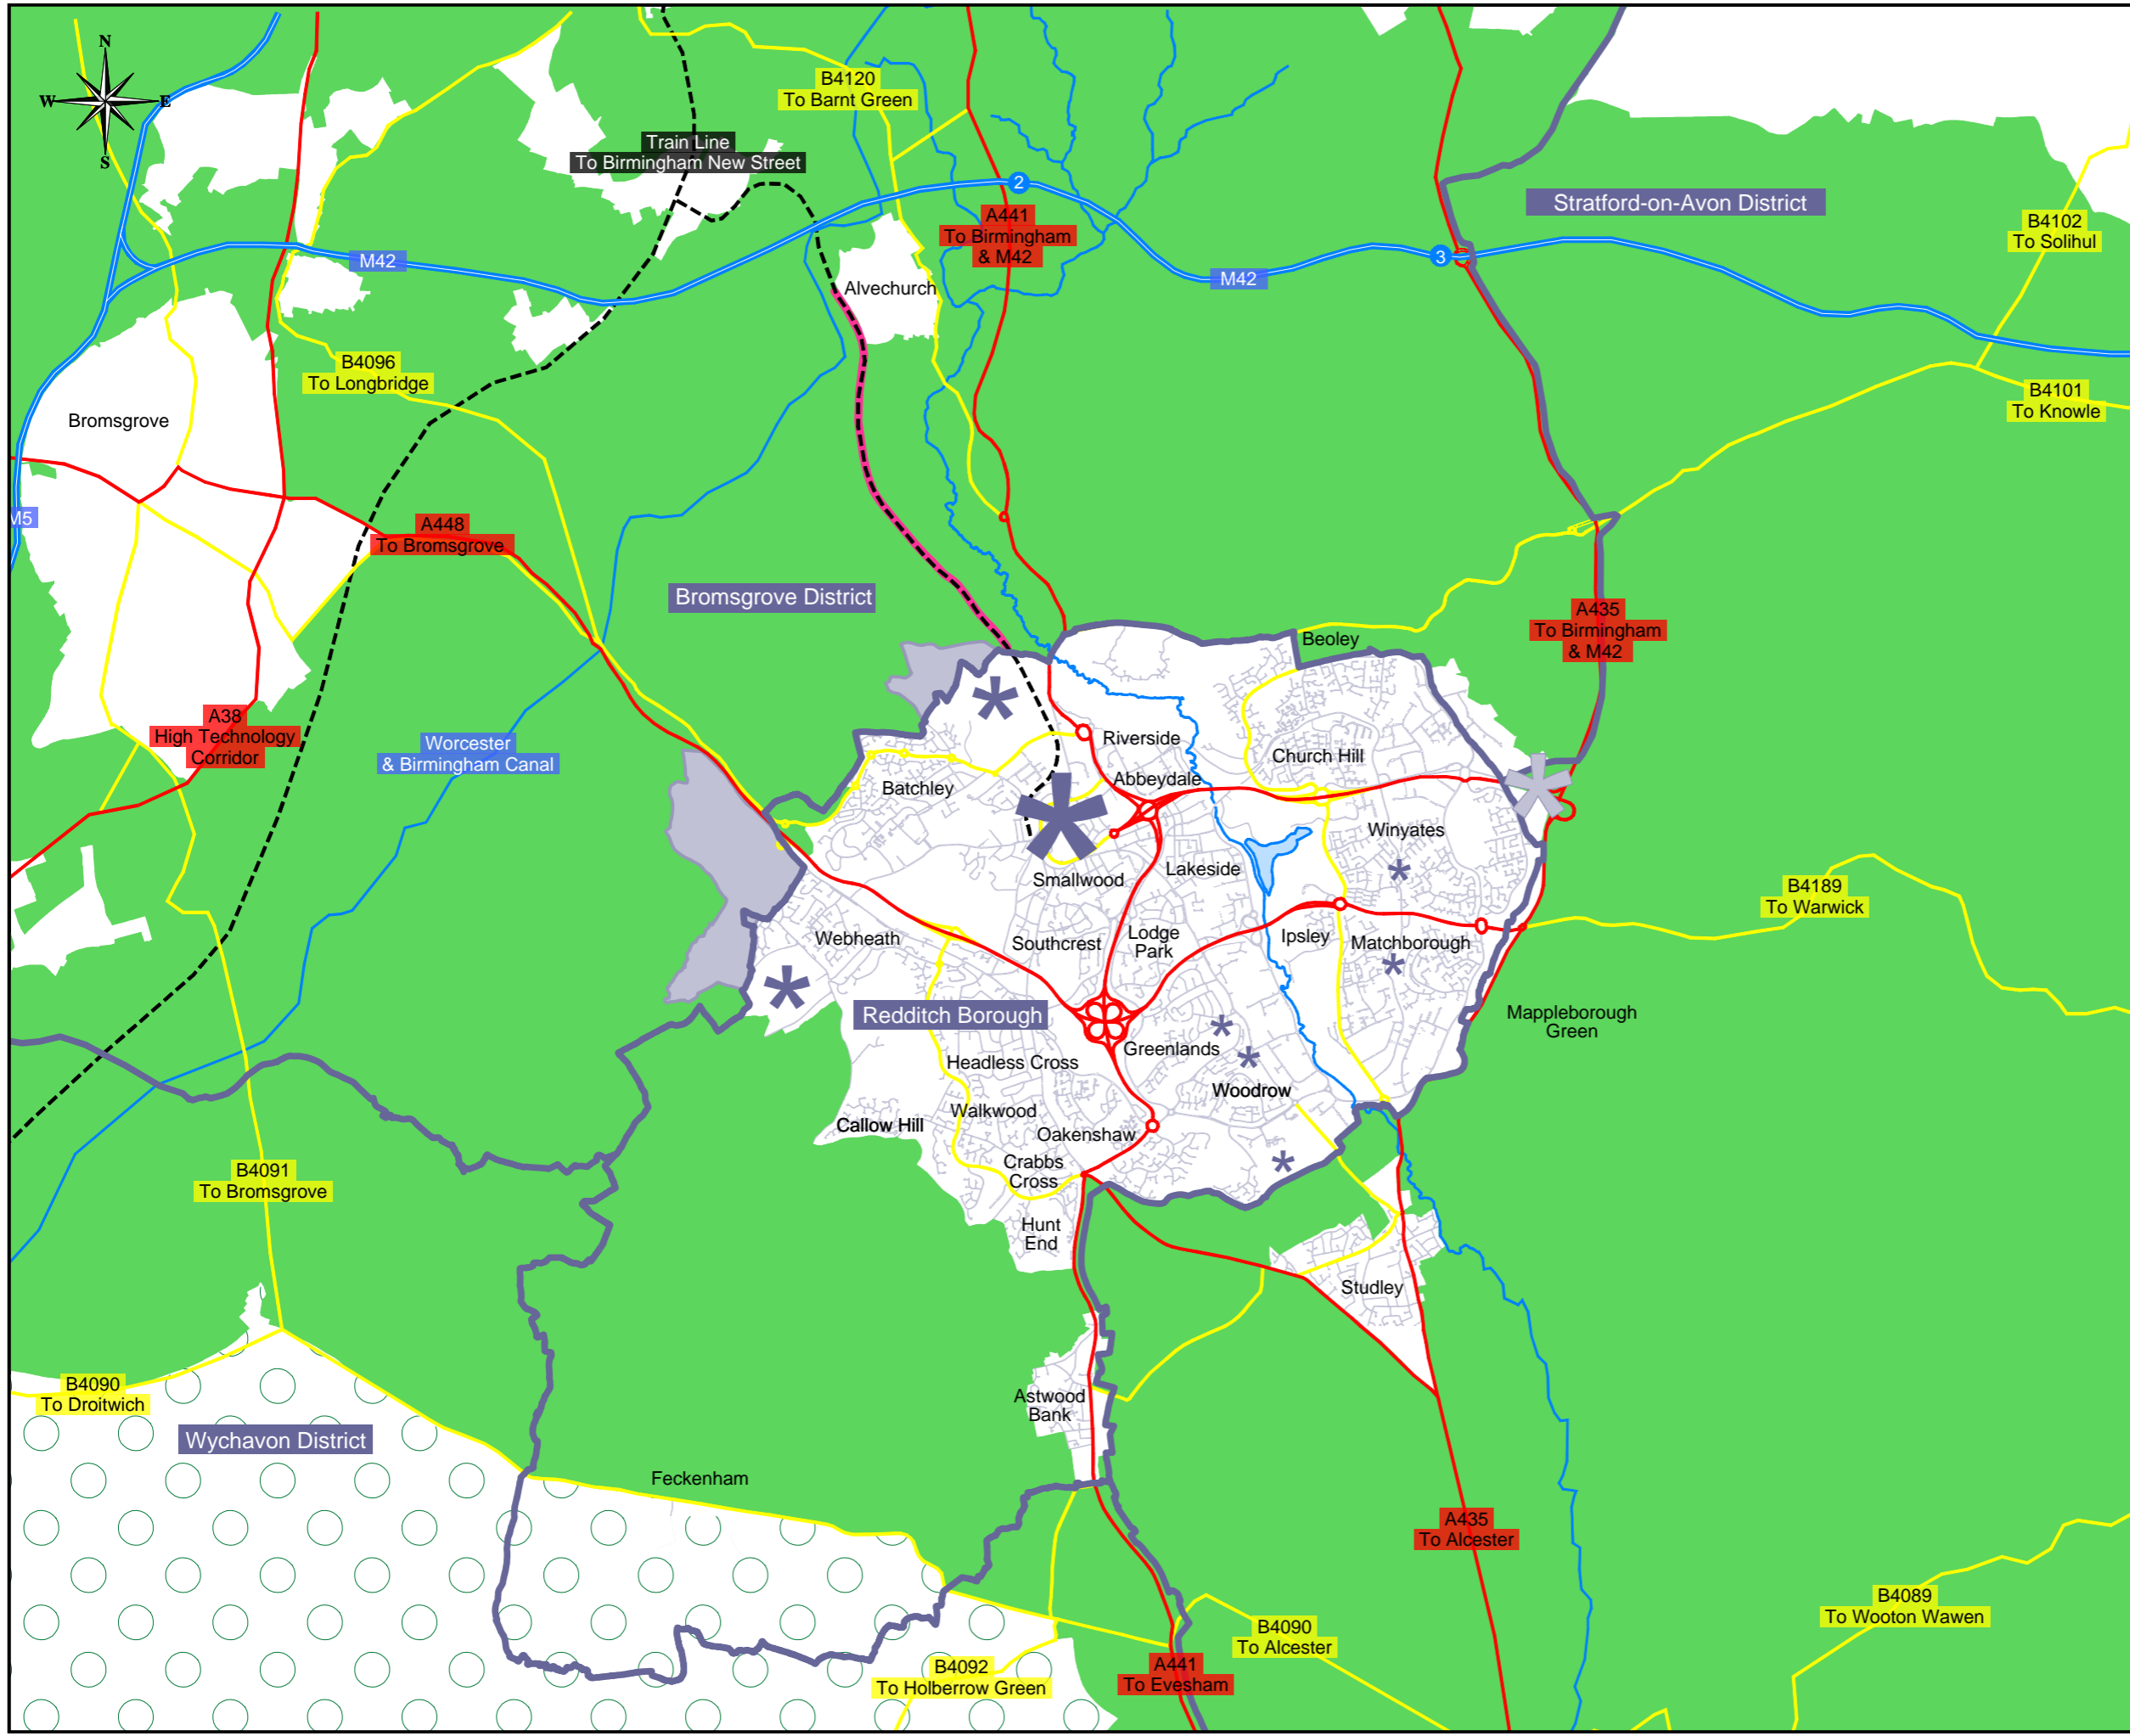 N
W
E
S
B4120
To Barnt Green
Train Line
To Birmingham New Street
2
A441
To Birmingham
& M42
Stratford-on-Avon District
B4102
To Solihul
M42
3
M42
Alvechurch
B4096
To Longbridge
B4101
To Knowle
Bromsgrove
M5
A448
To Bromsgrove
Bromsgrove District
A435
To Birmingham
& M42
Beoley
A38
High Technology
Corridor
Worcester
& Birmingham Canal
Riverside
Church Hill
Abbeydale
Batchley
Winyates
Smallwood
Lakeside
B4189
To Warwick
Webheath
Southcrest
Lodge
Park
Ipsley
Matchborough
Redditch Borough
Mappleborough
Green
Greenlands
Headless Cross
Woodrow
Walkwood
Callow Hill
Oakenshaw
Crabbs
Cross
B4091
To Bromsgrove
Hunt
End
Studley
B4090
To Droitwich
Astwood
Bank
Wychavon District
Feckenham
A435
To Alcester
B4089
To Wooton Wawen
B4090
To Alcester
B4092
To Holberrow Green
A441
To Evesham